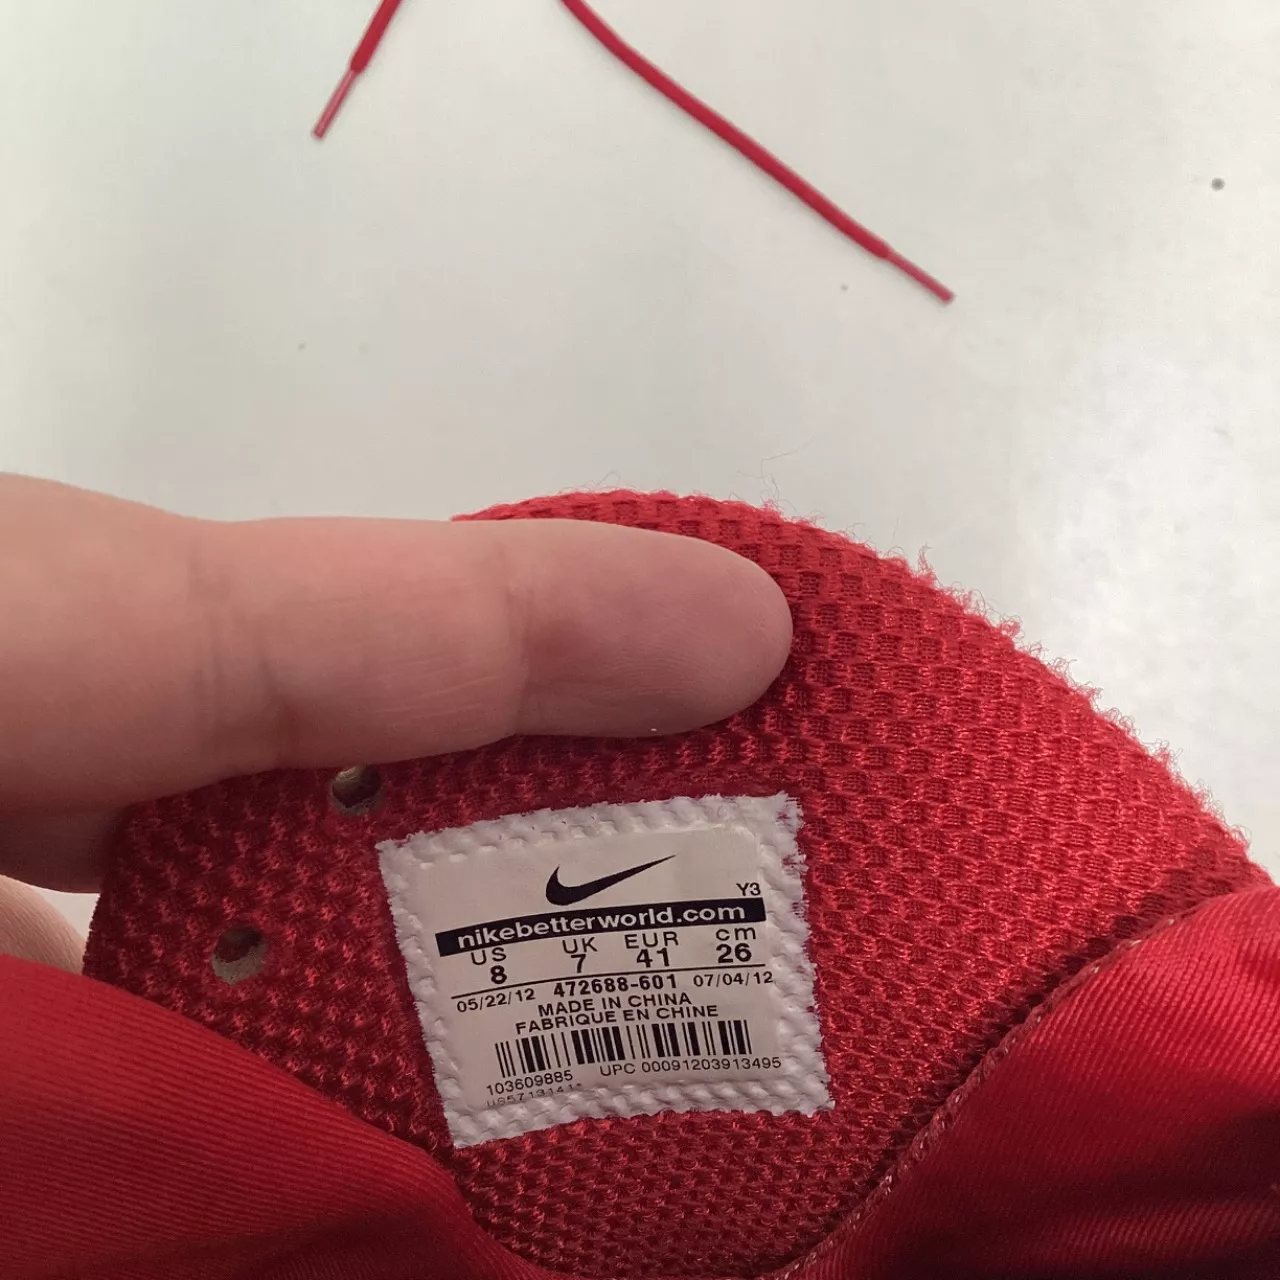 Y3
nikebetterworld.com
US UK EUR cm
8 7 41 26
05/22/12 472688-601 07/04/12
MADE IN CHINA
FABRIQUE EN CHINE
103609885 UPC 00091203913495